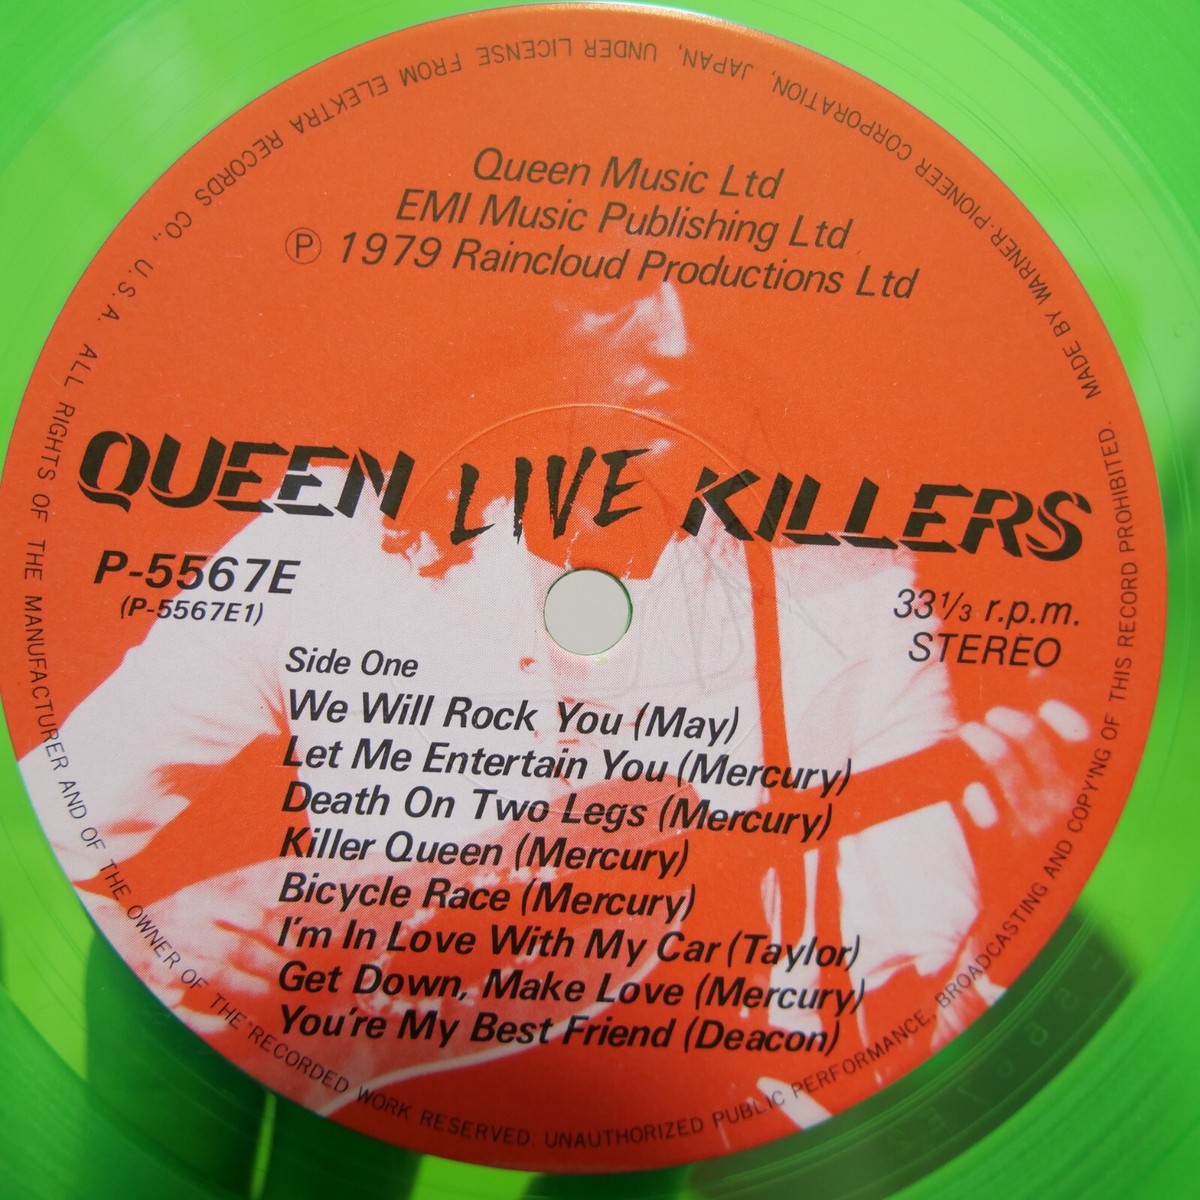 Queen Music Ltd
EMI Music Publishing Ltd
Ⓟ 1979 Raincloud Productions Ltd
QUEEN LIVE KILLERS
P-5567E
(P-5567E1)
33 1/3 r.p.m.
STEREO
Side One
We Will Rock You (May)
Let Me Entertain You (Mercury)
Death On Two Legs (Mercury)
Killer Queen (Mercury)
Bicycle Race (Mercury)
I'm In Love With My Car (Taylor)
Get Down, Make Love (Mercury)
You're My Best Friend (Deacon)
MADE BY WARNER-PIONEER CORPORATION, JAPAN, UNDER LICENSE FROM ELEKTRA RECORDS CO., U.S.A. ALL RIGHTS OF THE MANUFACTURER AND OF THE OWNER OF THE RECORDED WORK RESERVED. UNAUTHORIZED PUBLIC PERFORMANCE, BROADCASTING AND COPY'NG OF THIS RECORD PROHIBITED.